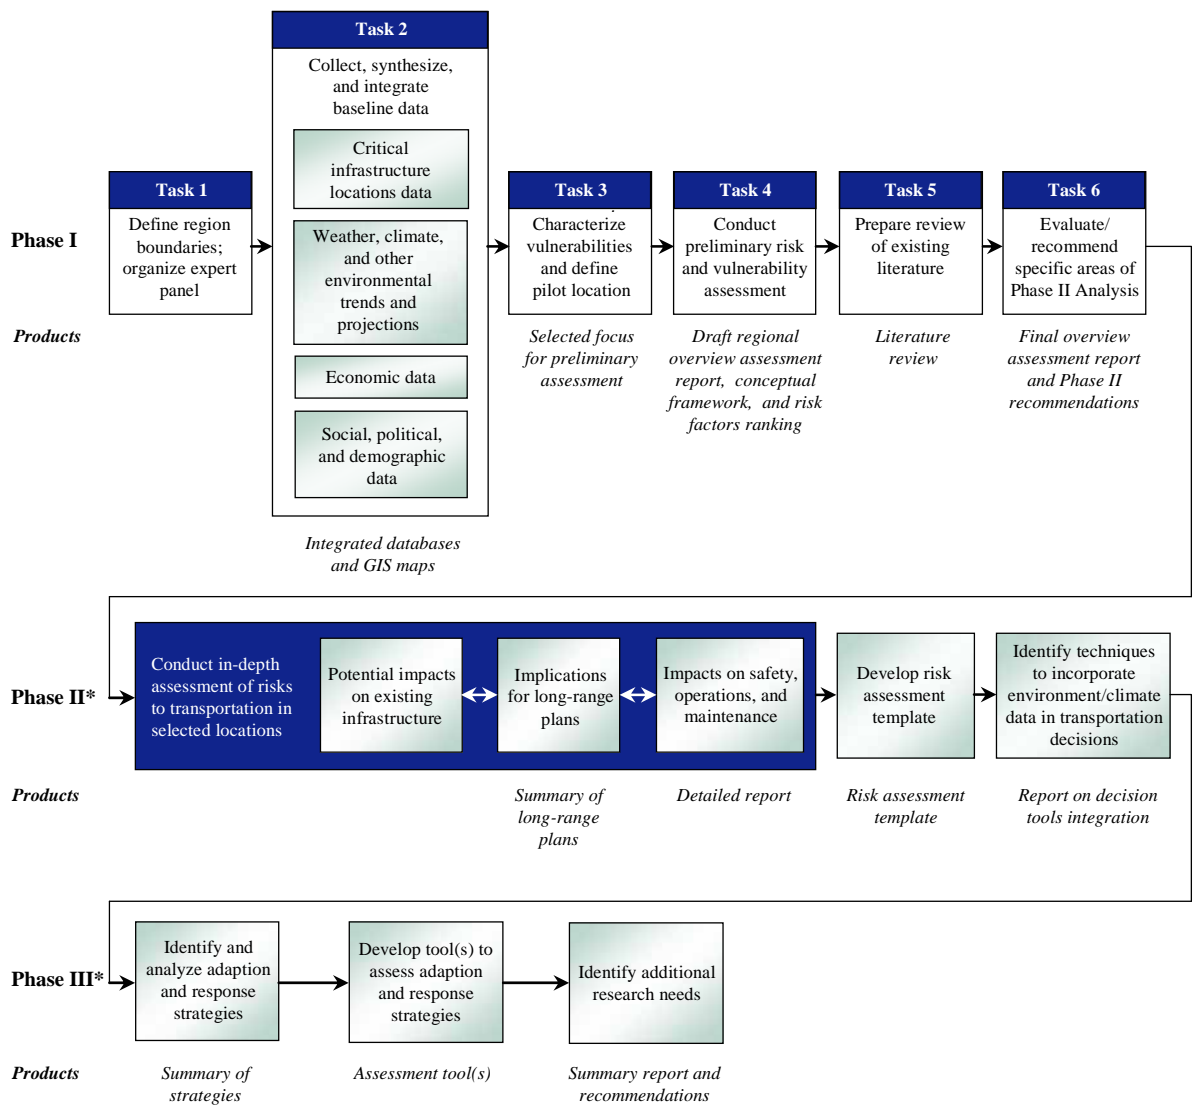 Task 2
Collect, synthesize,
and integrate
baseline data
Critical
infrastructure
locations data
Weather, climate,
and other
environmental
trends and
projections
Economic data
Social, political,
and demographic
data
Integrated databases
and GIS maps
Phase I
Task 1
Define region
boundaries;
organize expert
panel
Task 3
Characterize
vulnerabilities
and define
pilot location
Task 4
Conduct
preliminary risk
and vulnerability
assessment
Task 5
Prepare review
of existing
literature
Task 6
Evaluate/
recommend
specific areas of
Phase II Analysis
Products
Selected focus
for preliminary
assessment
Draft regional
overview assessment
report, conceptual
framework, and risk
factors ranking
Literature
review
Final overview
assessment report
and Phase II
recommendations
Phase II*
Conduct in-depth
assessment of risks
to transportation in
selected locations
Potential impacts
on existing
infrastructure
Implications
for long-range
plans
Impacts on safety,
operations, and
maintenance
Develop risk
assessment
template
Identify techniques
to incorporate
environment/climate
data in transportation
decisions
Products
Summary of
long-range
plans
Detailed report
Risk assessment
template
Report on decision
tools integration
Phase III*
Identify and
analyze adaption
and response
strategies
Develop tool(s) to
assess adaption
and response
strategies
Identify additional
research needs
Products
Summary of
strategies
Assessment tool(s)
Summary report and
recommendations